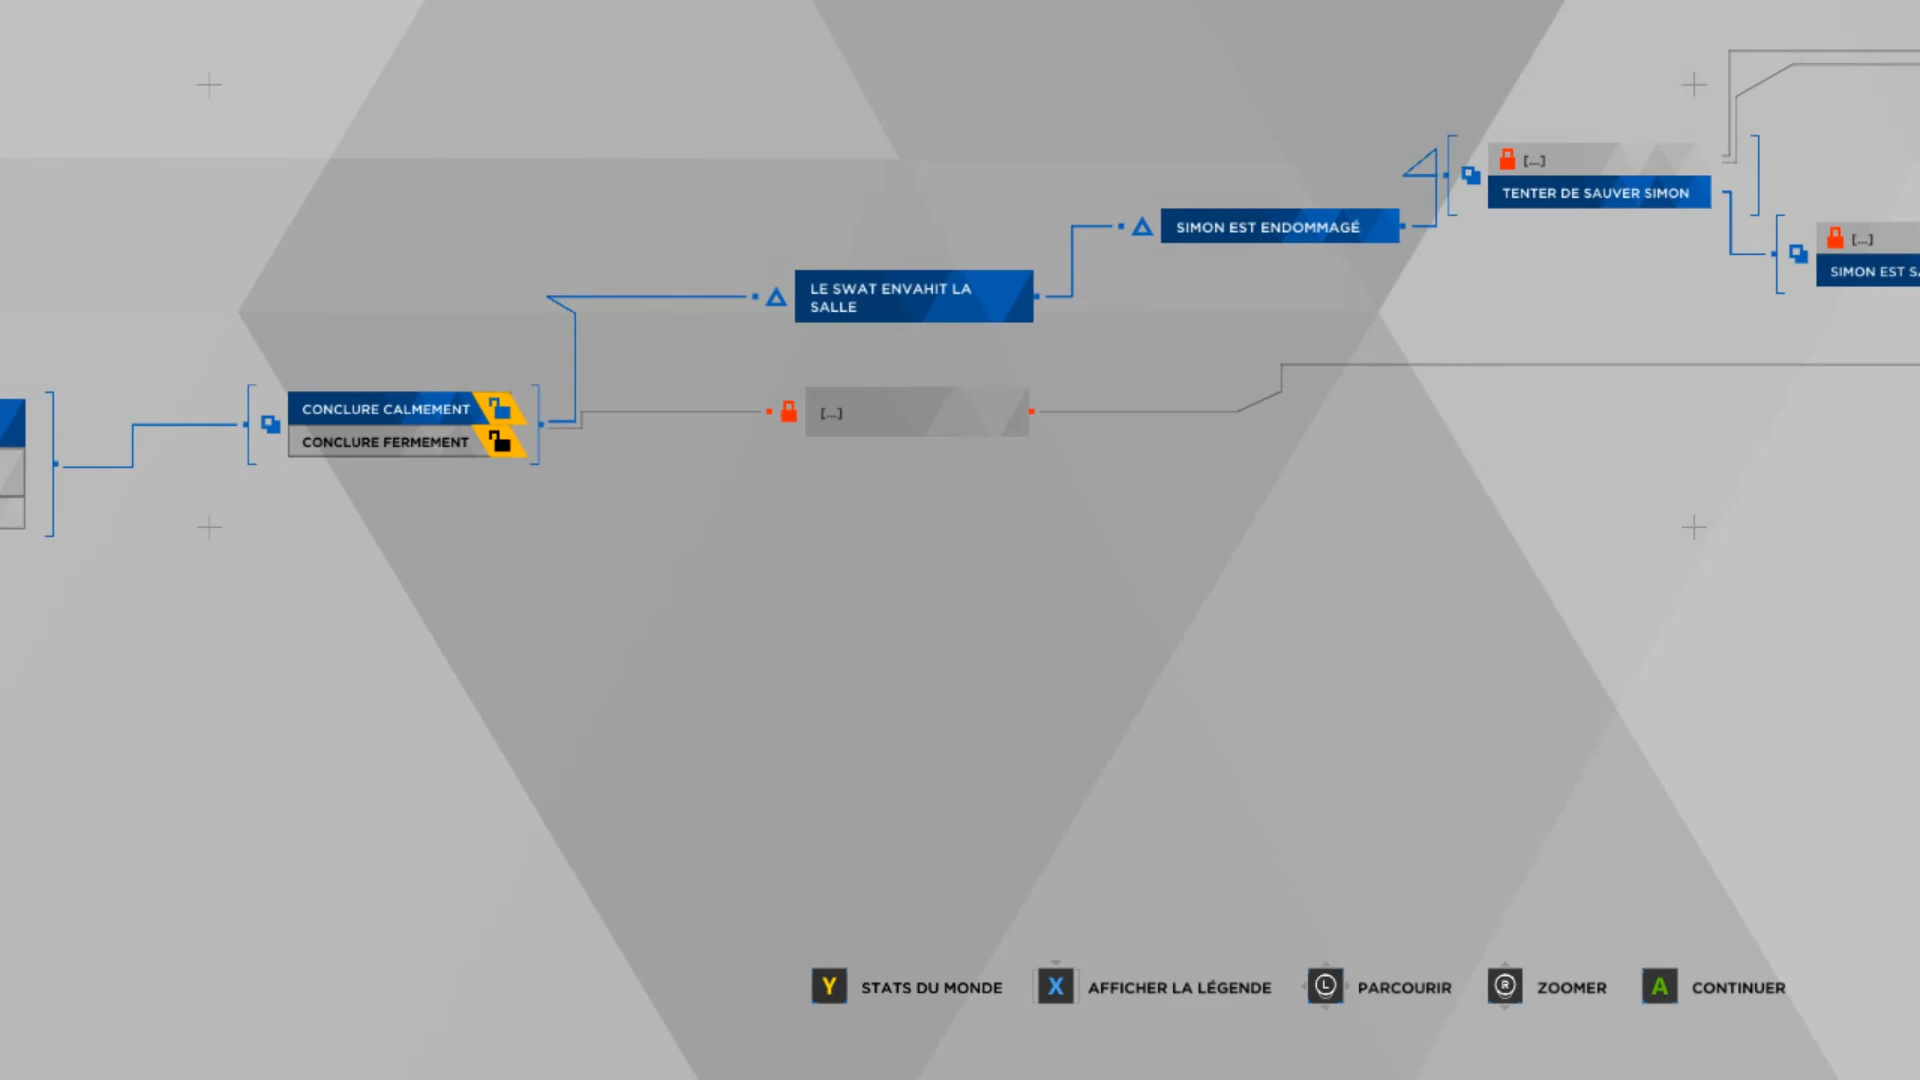 [...]
TENTER DE SAUVER SIMON
SIMON EST ENDOMMAGÉ
[...]
SIMON EST SA
LE SWAT ENVAHIT LA
SALLE
CONCLURE CALMEMENT
CONCLURE FERMEMENT
[...]
Y STATS DU MONDE
X AFFICHER LA LÉGENDE
L PARCOURIR
R ZOOMER
A CONTINUER